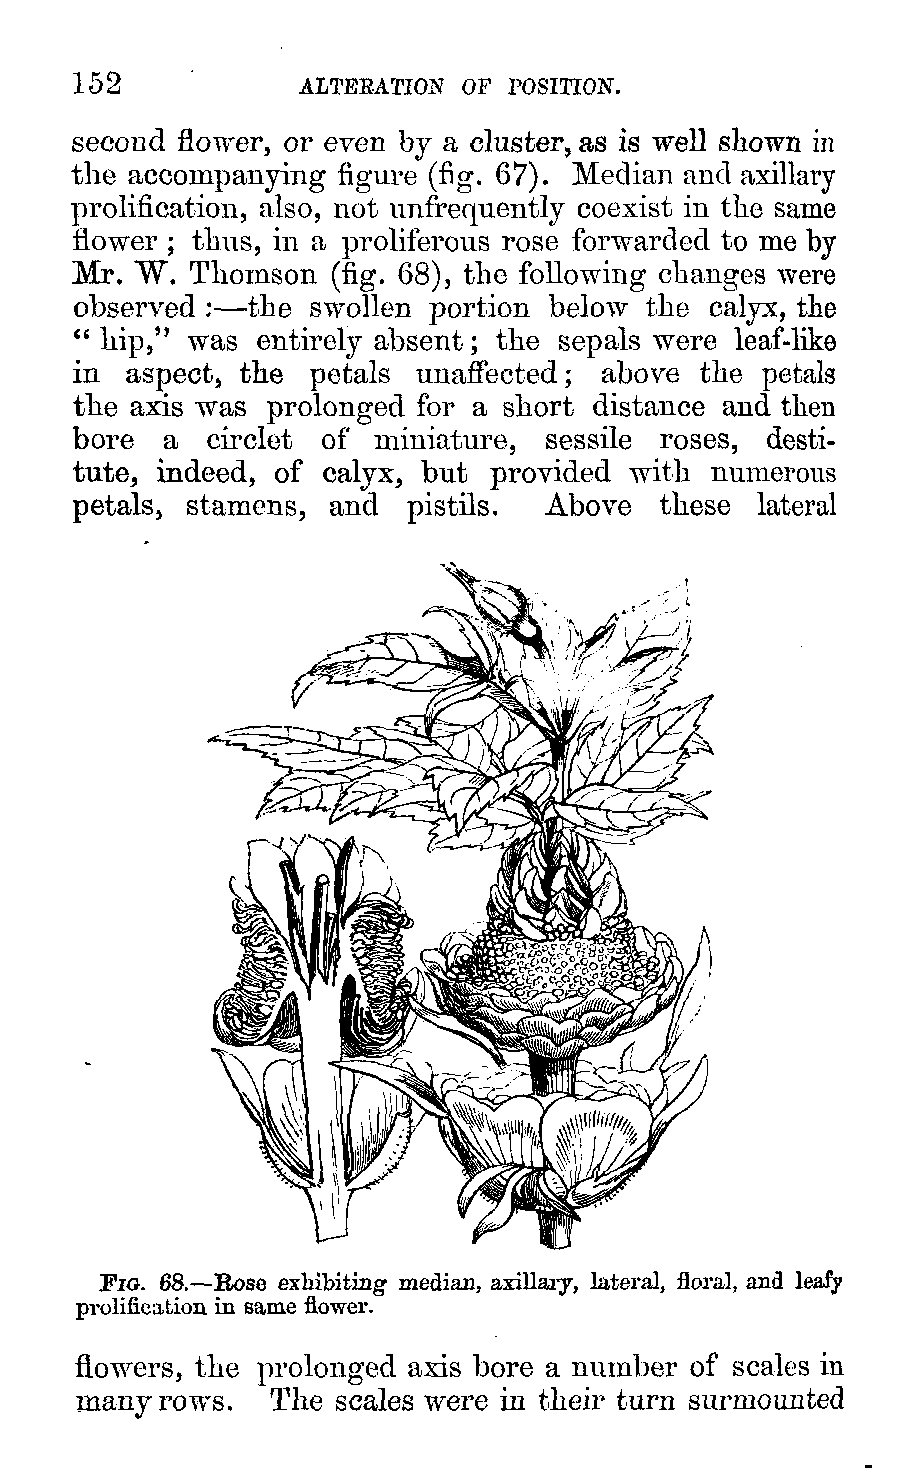 152 ALTERATION OF POSITION.
second flower, or even by a cluster, as is well shown in
the accompanying figure (fig. 67). Median and axillary
prolification, also, not unfrequently coexist in the same
flower ; thus, in a proliferous rose forwarded to me by
Mr. W. Thomson (fig. 68), the following changes were
observed :—the swollen portion below the calyx, the
“ hip,” was entirely absent ; the sepals were leaf-like
in aspect, the petals unaffected ; above the petals
the axis was prolonged for a short distance and then
bore a circlet of miniature, sessile roses, desti-
tute, indeed, of calyx, but provided with numerous
petals, stamens, and pistils. Above these lateral
FIG. 68.—Rose exhibiting median, axillary, lateral, floral, and leafy
prolification in same flower.
flowers, the prolonged axis bore a number of scales in
many rows. The scales were in their turn surmounted